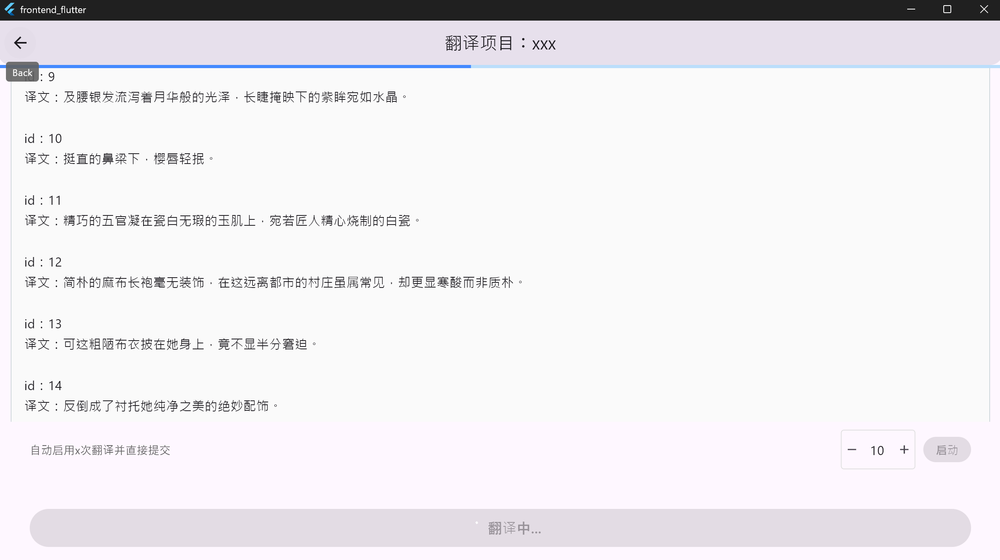 frontend_flutter
翻译项目：xxx
Back
id：9
译文：及腰银发流泻着月华般的光泽，长睫掩映下的紫眸宛如水晶。
id：10
译文：挺直的鼻梁下，樱唇轻抿。
id：11
译文：精巧的五官凝在瓷白无瑕的玉肌上，宛若匠人精心烧制的白瓷。
id：12
译文：简朴的麻布长袍毫无装饰，在这远离都市的村庄虽属常见，却更显寒酸而非质朴。
id：13
译文：可这粗陋布衣披在她身上，竟不显半分窘迫。
id：14
译文：反倒成了衬托她纯净之美的绝妙配饰。
自动启用x次翻译并直接提交
10
启动
翻译中...